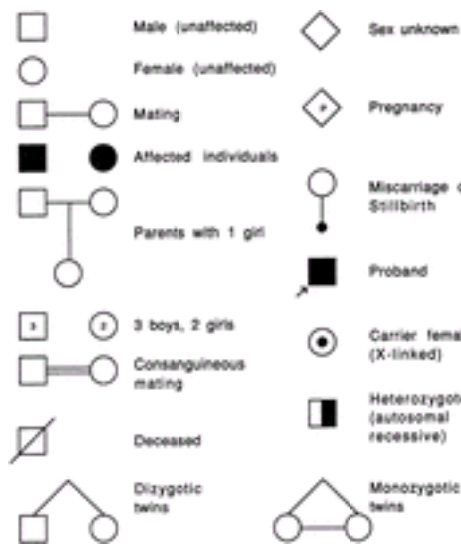 Male (unaffected)
Female (unaffected)
Mating
Affected individuals
Parents with 1 girl
3
2
3 boys, 2 girls
Consanguineous
mating
Deceased
Dizygotic
twins
Sex unknown
P
Pregnancy
Miscarriage
Stillbirth
Proband
Carrier
(X-linked)
(autosomal
recessive)
Monozygotic
twins